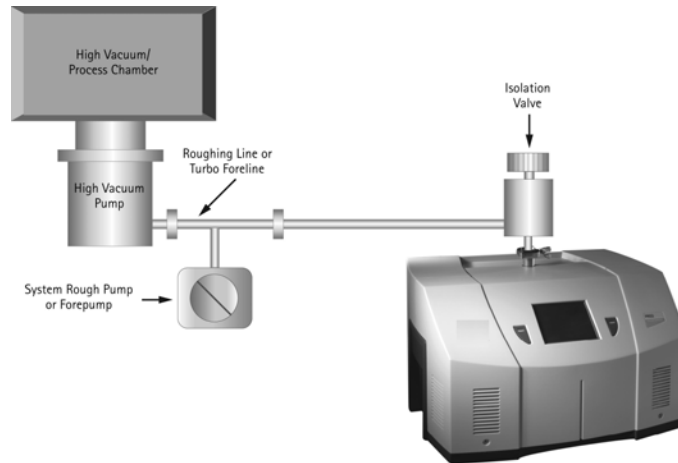 High Vacuum/
Process Chamber
Isolation
Valve
Roughing Line or
Turbo Foreline
High Vacuum
Pump
System Rough Pump
or Forepump